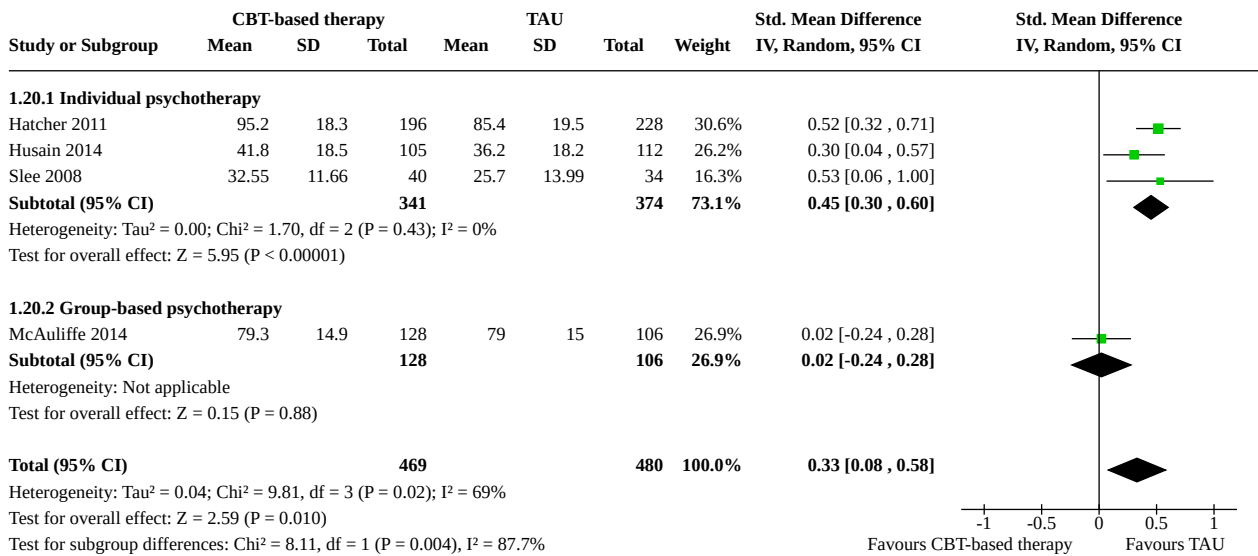 CBT-based therapy TAU Std. Mean Difference Std. Mean Difference
Study or Subgroup Mean SD Total Mean SD Total Weight IV, Random, 95% CI IV, Random, 95% CI
1.20.1 Individual psychotherapy
Hatcher 2011 95.2 18.3 196 85.4 19.5 228 30.6% 0.52 [0.32 , 0.71]
Husain 2014 41.8 18.5 105 36.2 18.2 112 26.2% 0.30 [0.04 , 0.57]
Slee 2008 32.55 11.66 40 25.7 13.99 34 16.3% 0.53 [0.06 , 1.00]
Subtotal (95% CI) 341 374 73.1% 0.45 [0.30 , 0.60]
Heterogeneity: Tau² = 0.00; Chi² = 1.70, df = 2 (P = 0.43); I² = 0%
Test for overall effect: Z = 5.95 (P < 0.00001)
1.20.2 Group-based psychotherapy
McAuliffe 2014 79.3 14.9 128 79 15 106 26.9% 0.02 [-0.24 , 0.28]
Subtotal (95% CI) 128 106 26.9% 0.02 [-0.24 , 0.28]
Heterogeneity: Not applicable
Test for overall effect: Z = 0.15 (P = 0.88)
Total (95% CI) 469 480 100.0% 0.33 [0.08 , 0.58]
Heterogeneity: Tau² = 0.04; Chi² = 9.81, df = 3 (P = 0.02); I² = 69%
Test for overall effect: Z = 2.59 (P = 0.010)
-1 -0.5 0 0.5 1
Test for subgroup differences: Chi² = 8.11, df = 1 (P = 0.004), I² = 87.7% Favours CBT-based therapy Favours TAU